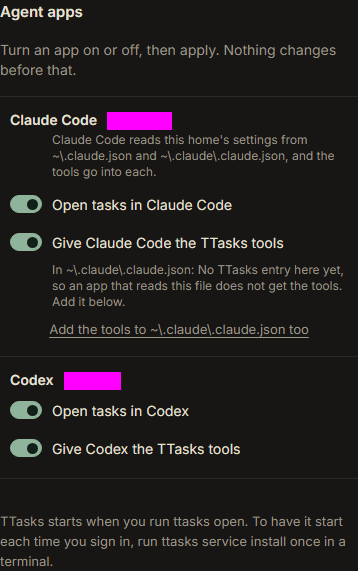 Agent apps
Turn an app on or off, then apply. Nothing changes
before that.
Claude Code
Claude Code reads this home's settings from
~\.claude.json and ~\.claude\.claude.json, and the
tools go into each.
Open tasks in Claude Code
Give Claude Code the TTasks tools
In ~\.claude\.claude.json: No TTasks entry here yet,
so an app that reads this file does not get the tools.
Add it below.
Add the tools to ~\.claude\.claude.json too
Codex
Open tasks in Codex
Give Codex the TTasks tools
TTasks starts when you run ttasks open. To have it start
each time you sign in, run ttasks service install once in a
terminal.